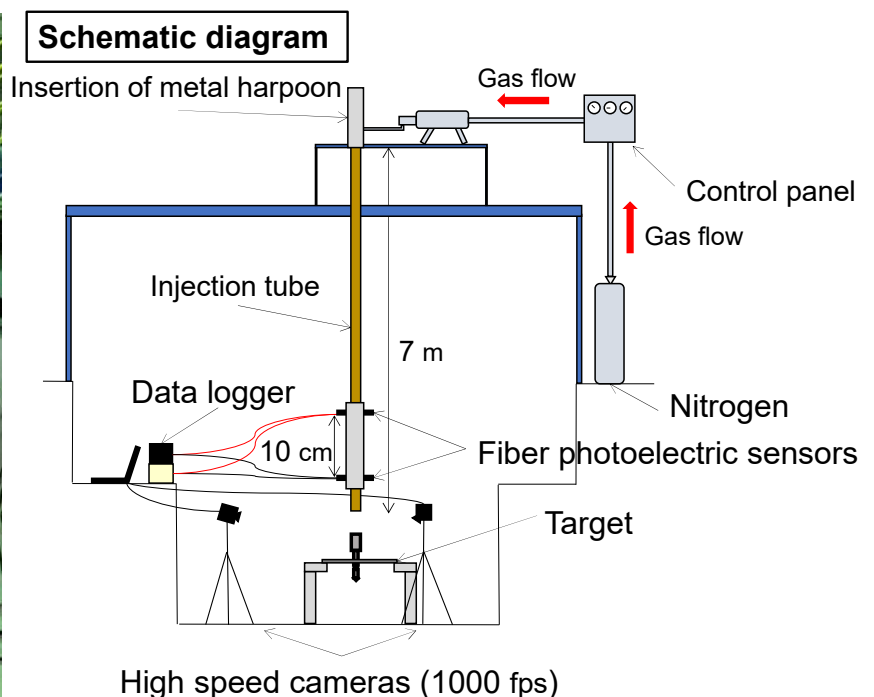 Schematic diagram
Insertion of metal harpoon
Gas flow
Control panel
Gas flow
Injection tube
7 m
Data logger
Nitrogen
10 cm
Fiber photoelectric sensors
Target
High speed cameras (1000 fps)